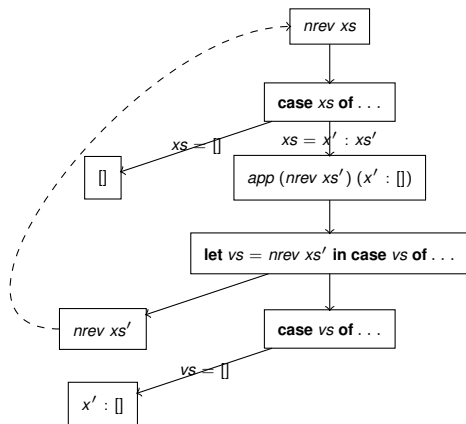 nrev xs
case xs of . . .
xs = []
xs = x′ : xs′
[]
app (nrev xs′) (x′ : [])
let vs = nrev xs′ in case vs of . . .
nrev xs′
case vs of . . .
vs = []
x′ : []